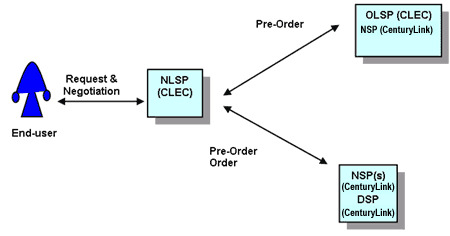 Pre-Order
OLSP (CLEC)
NSP (CenturyLink)
Request &
Negotiation
NLSP
(CLEC)
End-user
Pre-Order
Order
NSP(s)
(CenturyLink)
DSP
(CenturyLink)